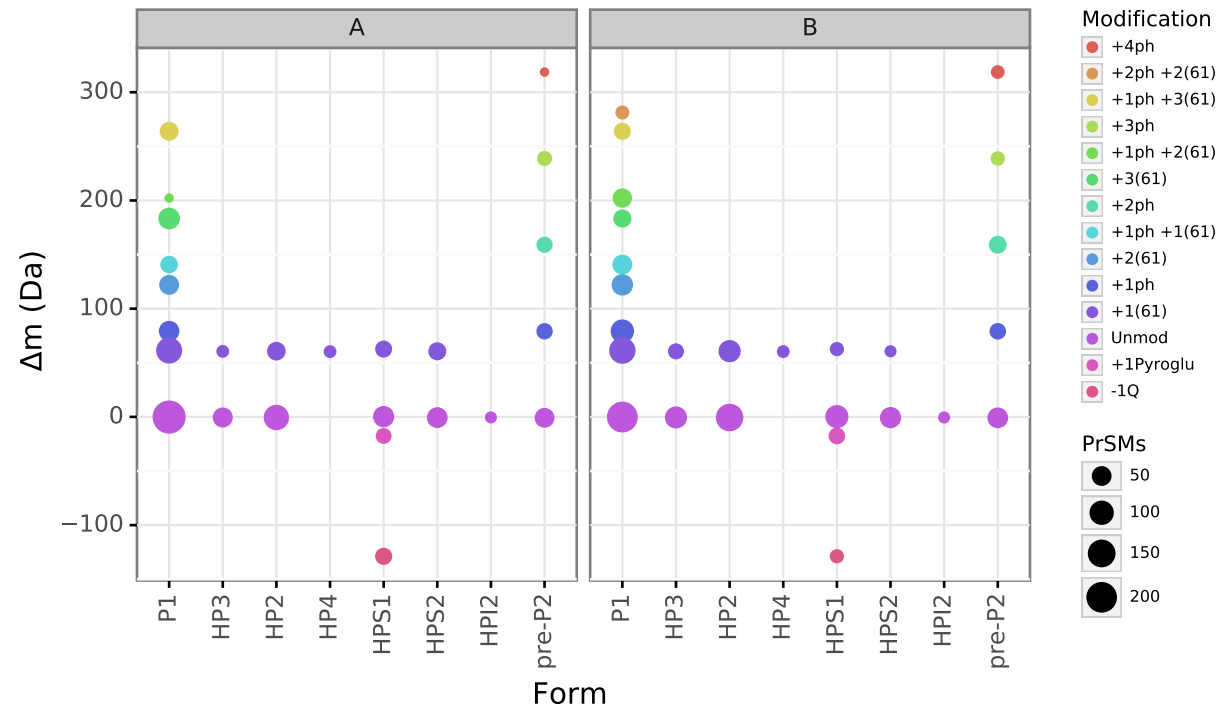 A
B
Δm (Da)
300
200
100
0
−100
P1
HP3
HP2
HP4
HPS1
HPS2
HPI2
pre-P2
P1
HP3
HP2
HP4
HPS1
HPS2
HPI2
pre-P2
Form
Modification
+4ph
+2ph +2(61)
+1ph +3(61)
+3ph
+1ph +2(61)
+3(61)
+2ph
+1ph +1(61)
+2(61)
+1ph
+1(61)
Unmod
+1Pyroglu
-1Q
PrSMs
50
100
150
200